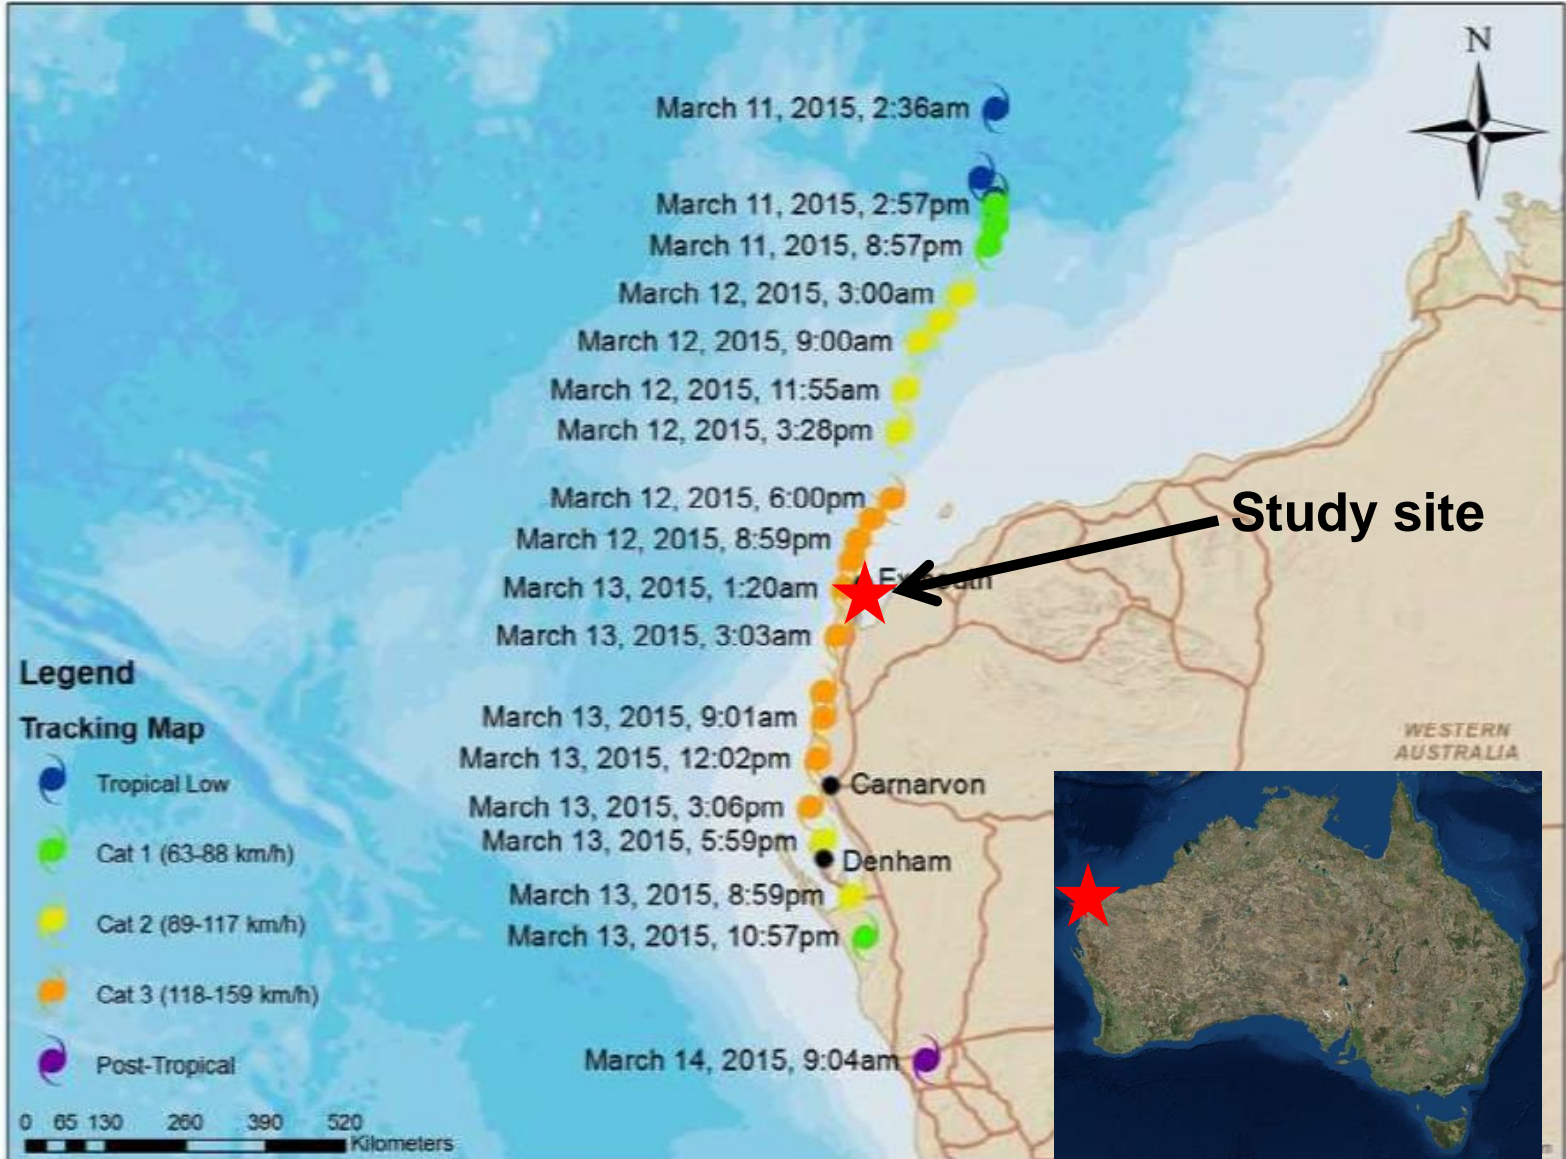 N
March 11, 2015, 2:36am
March 11, 2015, 2:57pm
March 11, 2015, 8:57pm
March 12, 2015, 3:00am
March 12, 2015, 9:00am
March 12, 2015, 11:55am
March 12, 2015, 3:28pm
March 12, 2015, 6:00pm
Study site
March 12, 2015, 8:59pm
Exmouth
March 13, 2015, 1:20am
March 13, 2015, 3:03am
March 13, 2015, 9:01am
March 13, 2015, 12:02pm
Carnarvon
March 13, 2015, 3:06pm
March 13, 2015, 5:59pm
Denham
March 13, 2015, 8:59pm
March 13, 2015, 10:57pm
March 14, 2015, 9:04am
WESTERN
AUSTRALIA
Legend
Tracking Map
Tropical Low
Cat 1 (63-88 km/h)
Cat 2 (89-117 km/h)
Cat 3 (118-159 km/h)
Post-Tropical
0 65 130 260 390 520
Kilometers